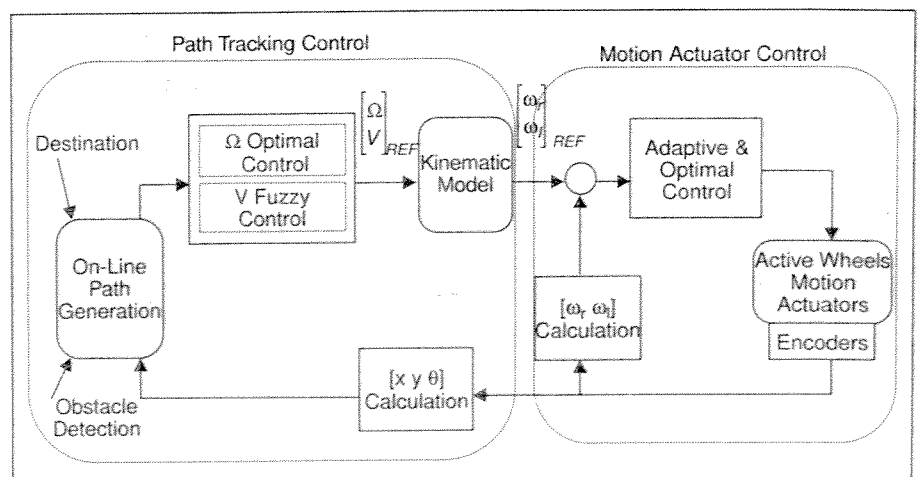 Path Tracking Control
Motion Actuator Control
Destination
Ω Optimal
Control
V Fuzzy
Control
[Ω
V]REF
Kinematic
Model
[ωr
ωl]REF
Adaptive &
Optimal
Control
On-Line
Path
Generation
Active Wheels
Motion
Actuators
Encoders
[ωr ωl]
Calculation
[x y θ]
Calculation
Obstacle
Detection